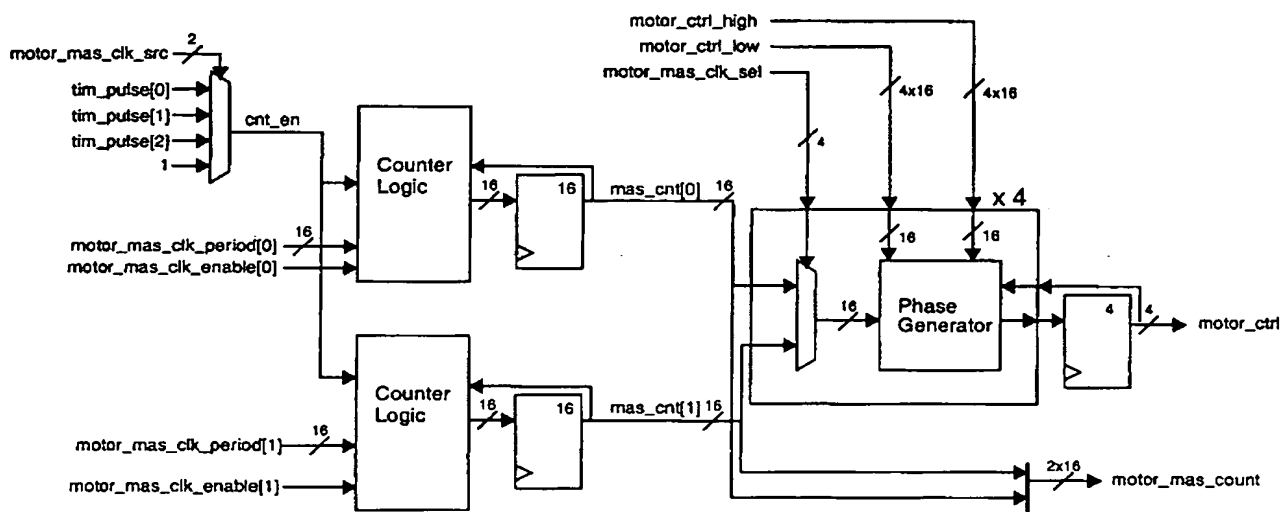 motor_ctrl_high
motor_ctrl_low
motor_mas_clk_sel
motor_mas_clk_src
2
tim_pulse[0]
tim_pulse[1]
tim_pulse[2]
1
cnt_en
4x16
4x16
4
Counter
Logic
16
16
mas_cnt[0]
16
x 4
motor_mas_clk_period[0]
16
motor_mas_clk_enable[0]
16
16
16
Phase
Generator
4
4
motor_ctrl
Counter
Logic
16
16
mas_cnt[1]
16
motor_mas_clk_period[1]
16
motor_mas_clk_enable[1]
2x16
motor_mas_count